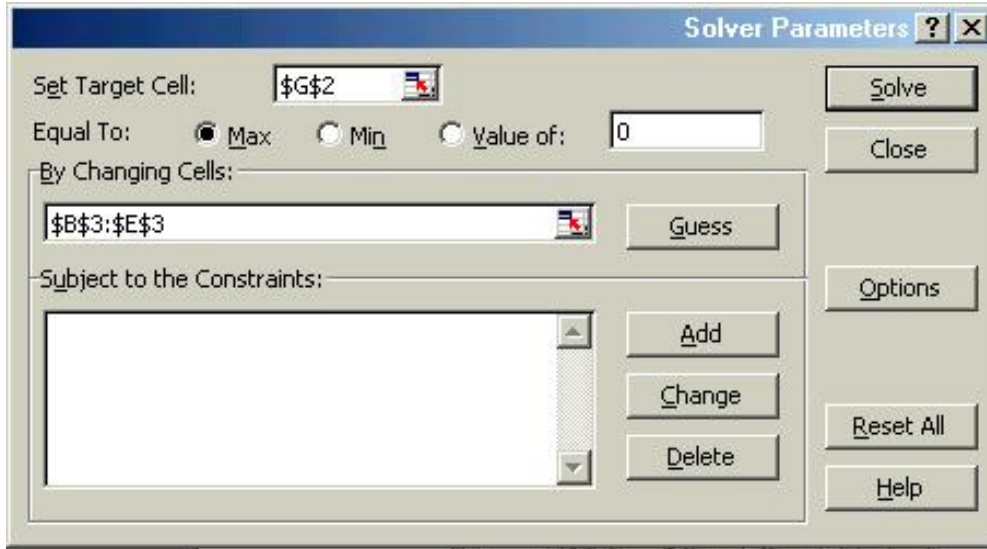 Solver Parameters ? X
Set Target Cell: $G$2
Solve
Equal To: Max Min Value of: 0
Close
By Changing Cells:
$B$3:$E$3
Guess
Subject to the Constraints:
Options
Add
Change
Reset All
Delete
Help